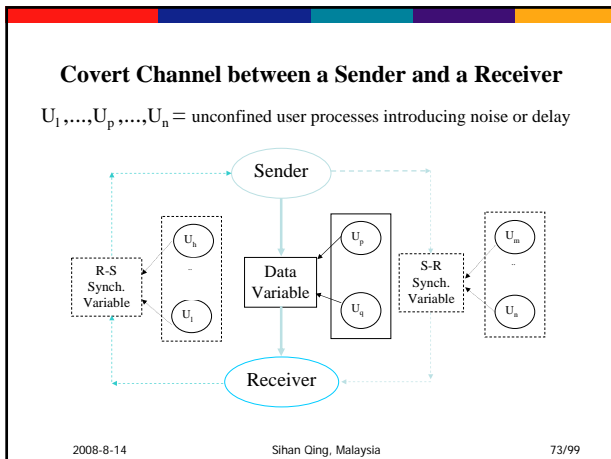 Covert Channel between a Sender and a Receiver
U1 ,...,Up ,...,Un = unconfined user processes introducing noise or delay
Sender
Uh
..
Ul
R-S
Synch.
Variable
Data
Variable
Up
Uq
S-R
Synch.
Variable
Um
..
Un
Receiver
2008-8-14 Sihan Qing, Malaysia 73/99